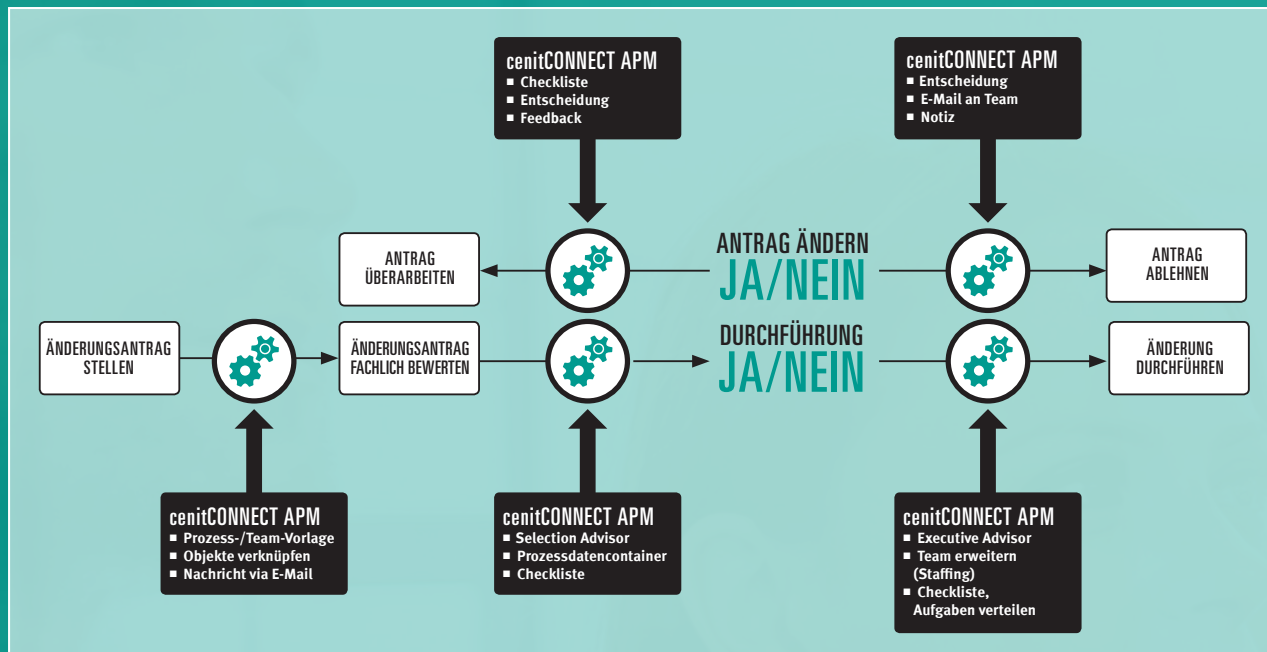 cenitCONNECT APM
■ Checkliste
■ Entscheidung
■ Feedback
cenitCONNECT APM
■ Entscheidung
■ E-Mail an Team
■ Notiz
ANTRAG
ÜBERARBEITEN
ANTRAG ÄNDERN
JA/NEIN
ANTRAG
ABLEHNEN
ÄNDERUNGSANTRAG
STELLEN
ÄNDERUNGSANTRAG
FACHLICH BEWERTEN
DURCHFÜHRUNG
JA/NEIN
ÄNDERUNG
DURCHFÜHREN
cenitCONNECT APM
■ Prozess-/Team-Vorlage
■ Objekte verknüpfen
■ Nachricht via E-Mail
cenitCONNECT APM
■ Selection Advisor
■ Prozessdatencontainer
■ Checkliste
cenitCONNECT APM
■ Executive Advisor
■ Team erweitern
(Staffing)
■ Checkliste,
Aufgaben verteilen